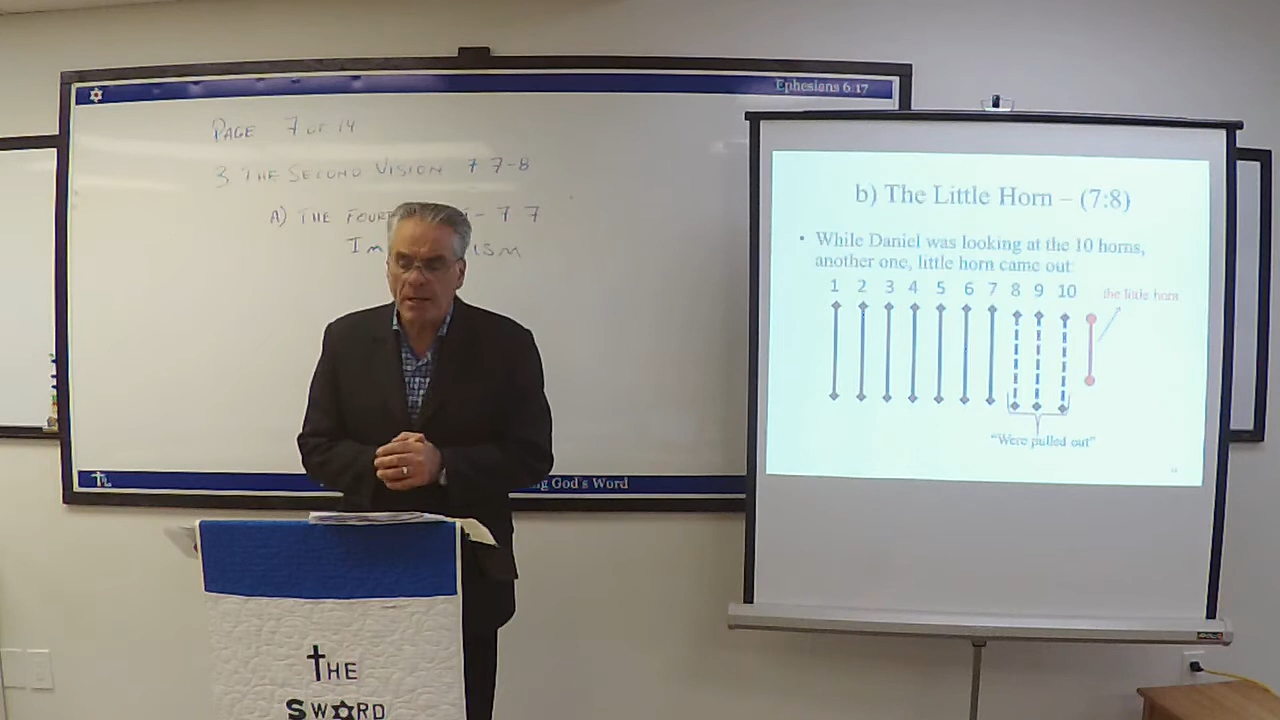 Ephesians 6:17
PAGE 7 OF 14
3 THE SECOND VISION 7 7-8
A) THE FOUR - 7 7
IM ISM
ng God's Word
b) The Little Horn – (7:8)
• While Daniel was looking at the 10 horns,
another one, little horn came out:
1 2 3 4 5 6 7 8 9 10
the little horn
"Were pulled out"
THE
SWORD
APOLLO